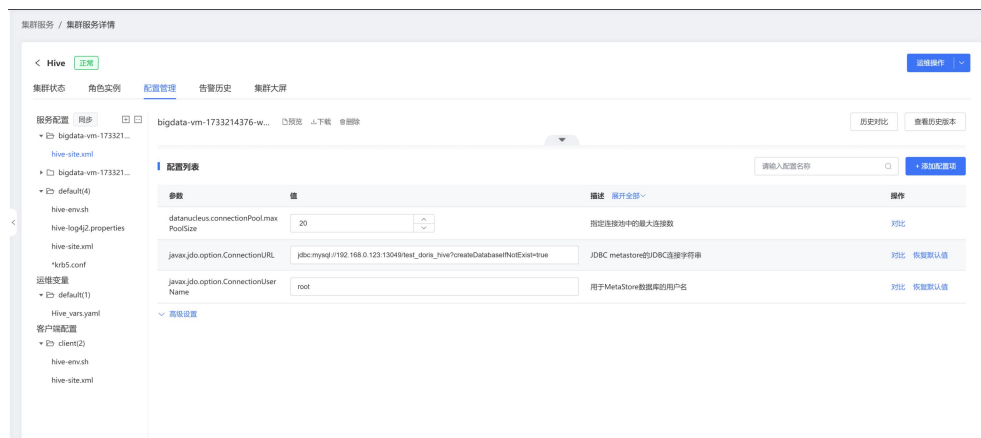 集群服务 / 集群服务详情
Hive 正常
运维操作
集群状态 角色实例 配置管理 告警历史 集群大屏
服务配置 同步
bigdata-vm-173321...
hive-site.xml
bigdata-vm-173321...
default(4)
hive-env.sh
hive-log4j2.properties
hive-site.xml
*krb5.conf
运维变量
default(1)
Hive_vars.yaml
客户端配置
client(2)
hive-env.sh
hive-site.xml
bigdata-vm-1733214376-w... 预览 下载 删除
历史对比 查看历史版本
配置列表
请输入配置名称
+ 添加配置项
参数 值 描述 展开全部 操作
datanucleus.connectionPool.max
PoolSize
20
指定连接池中的最大连接数
对比
javax.jdo.option.ConnectionURL
jdbc:mysql://192.168.0.123:13049/test_doris_hive?createDatabaseIfNotExist=true
JDBC metastore的JDBC连接字符串
对比 恢复默认值
javax.jdo.option.ConnectionUser
Name
root
用于MetaStore数据库的用户名
对比 恢复默认值
高级设置